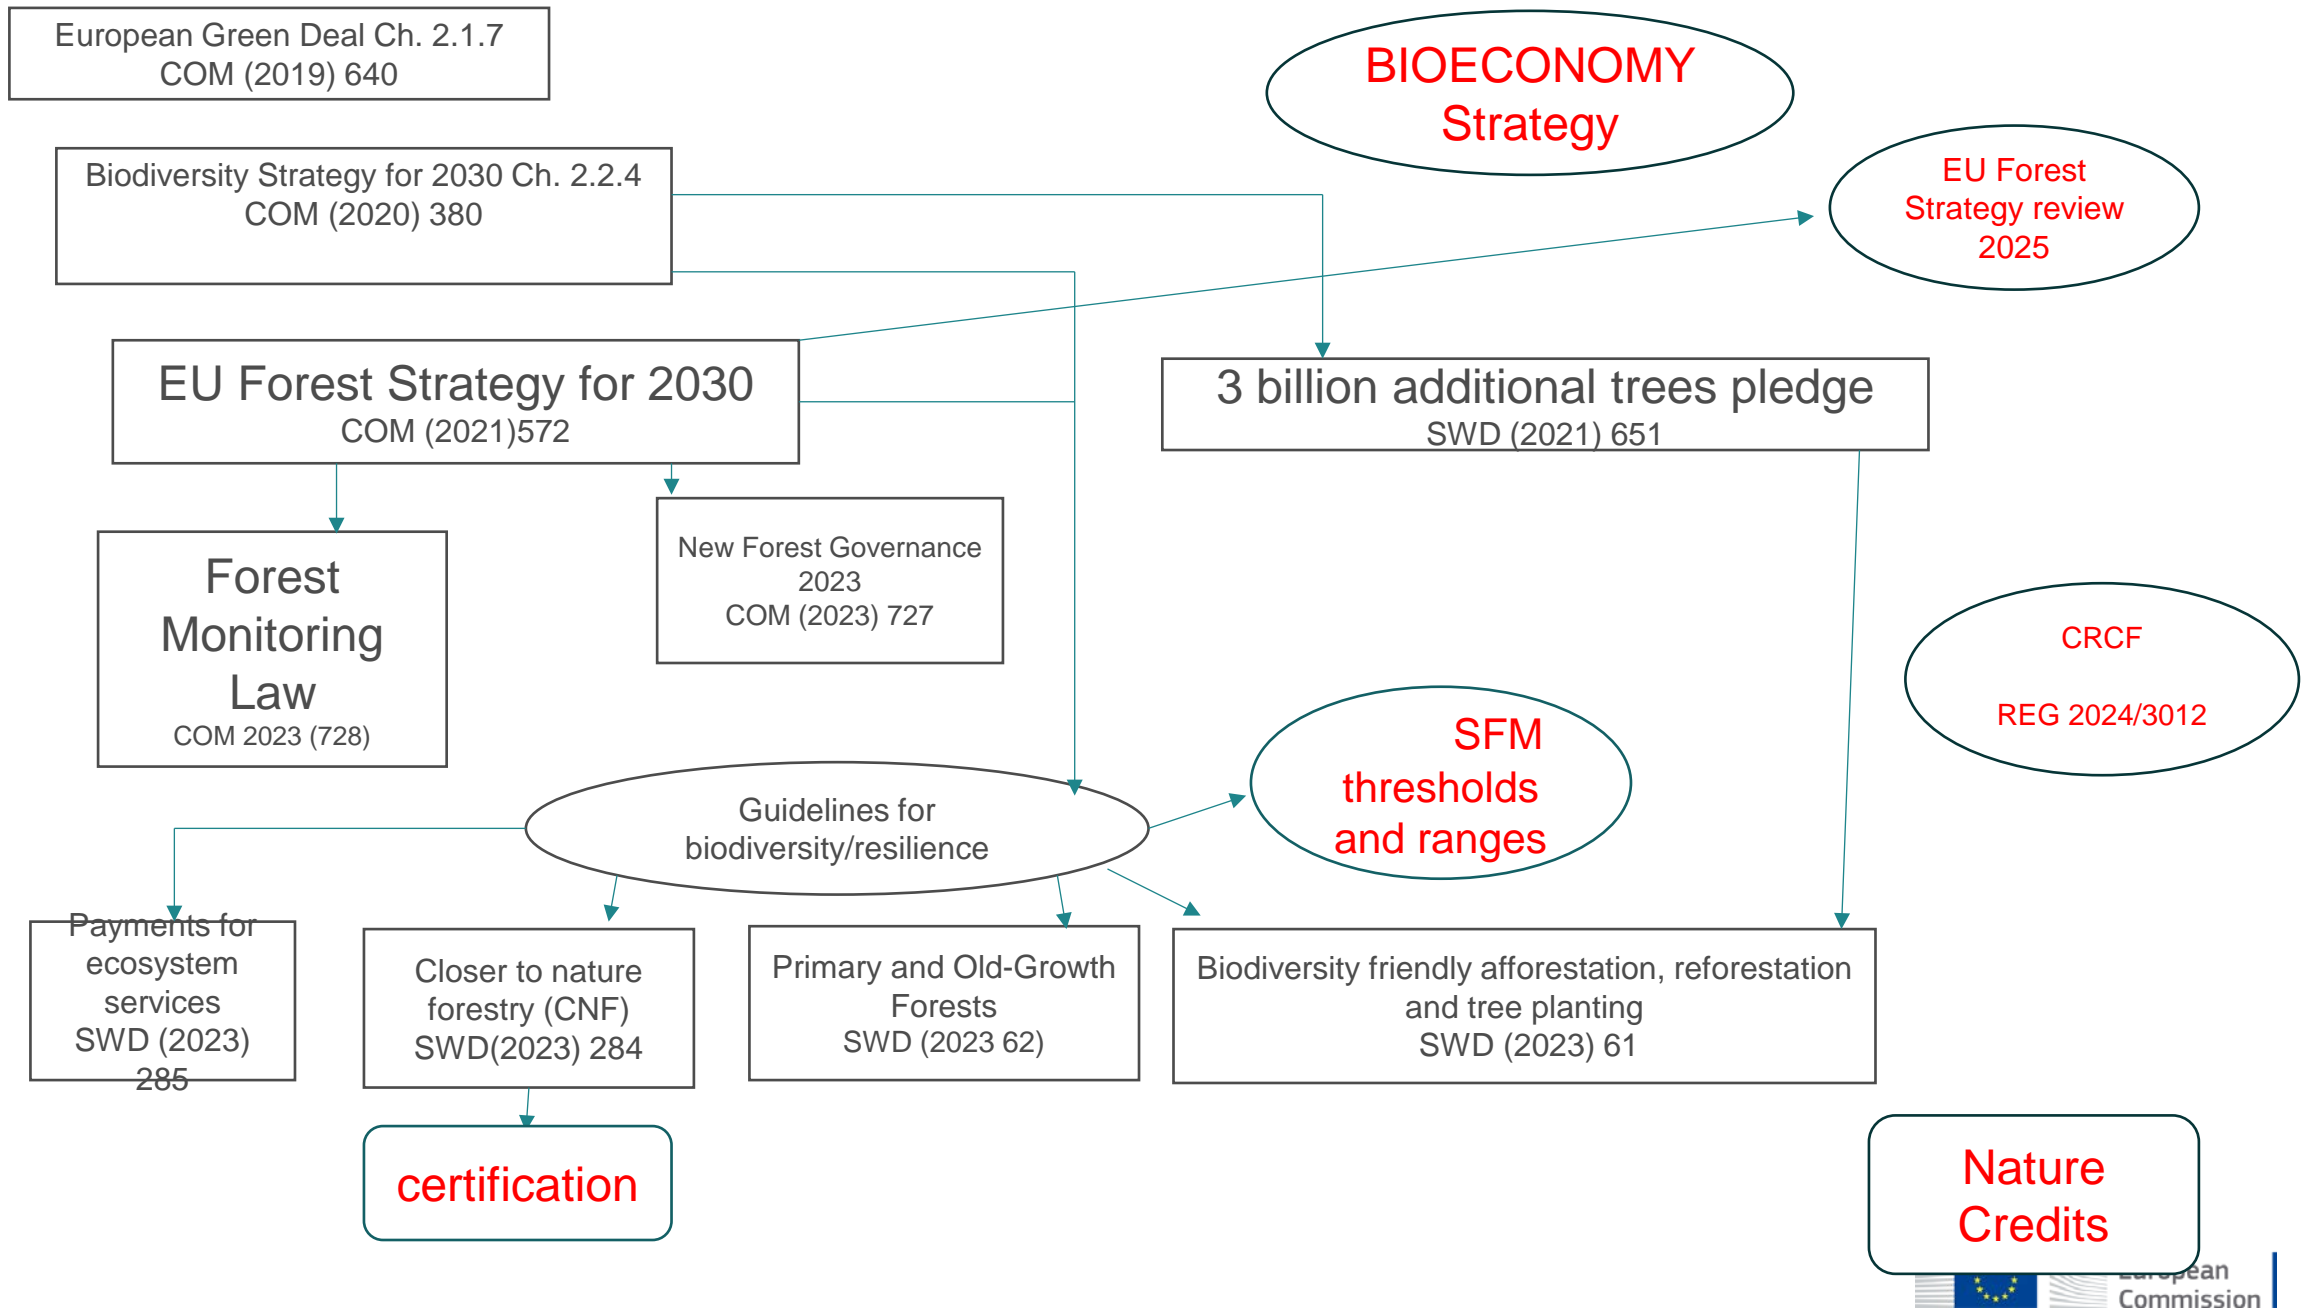 European Green Deal Ch. 2.1.7
COM (2019) 640
BIOECONOMY
Strategy
Biodiversity Strategy for 2030 Ch. 2.2.4
COM (2020) 380
EU Forest
Strategy review
2025
EU Forest Strategy for 2030
COM (2021)572
3 billion additional trees pledge
SWD (2021) 651
Forest
Monitoring
Law
COM 2023 (728)
New Forest Governance
2023
COM (2023) 727
CRCF
REG 2024/3012
SFM
thresholds
and ranges
Guidelines for
biodiversity/resilience
Payments for
ecosystem
services
SWD (2023)
285
Closer to nature
forestry (CNF)
SWD(2023) 284
Primary and Old-Growth
Forests
SWD (2023 62)
Biodiversity friendly afforestation, reforestation
and tree planting
SWD (2023) 61
certification
Nature
Credits
European
Commission